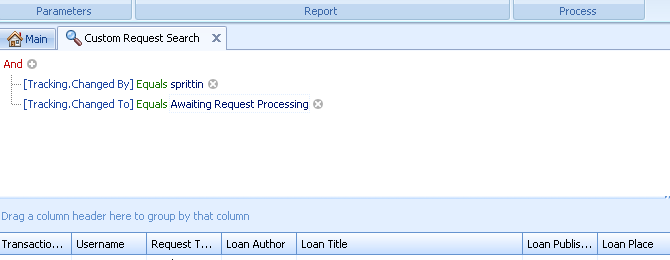 Parameters Report Process
Main Custom Request Search
And
[Tracking.Changed By] Equals sprittin
[Tracking.Changed To] Equals Awaiting Request Processing
Drag a column header here to group by that column
Transactio... Username Request T... Loan Author Loan Title Loan Publis... Loan Place